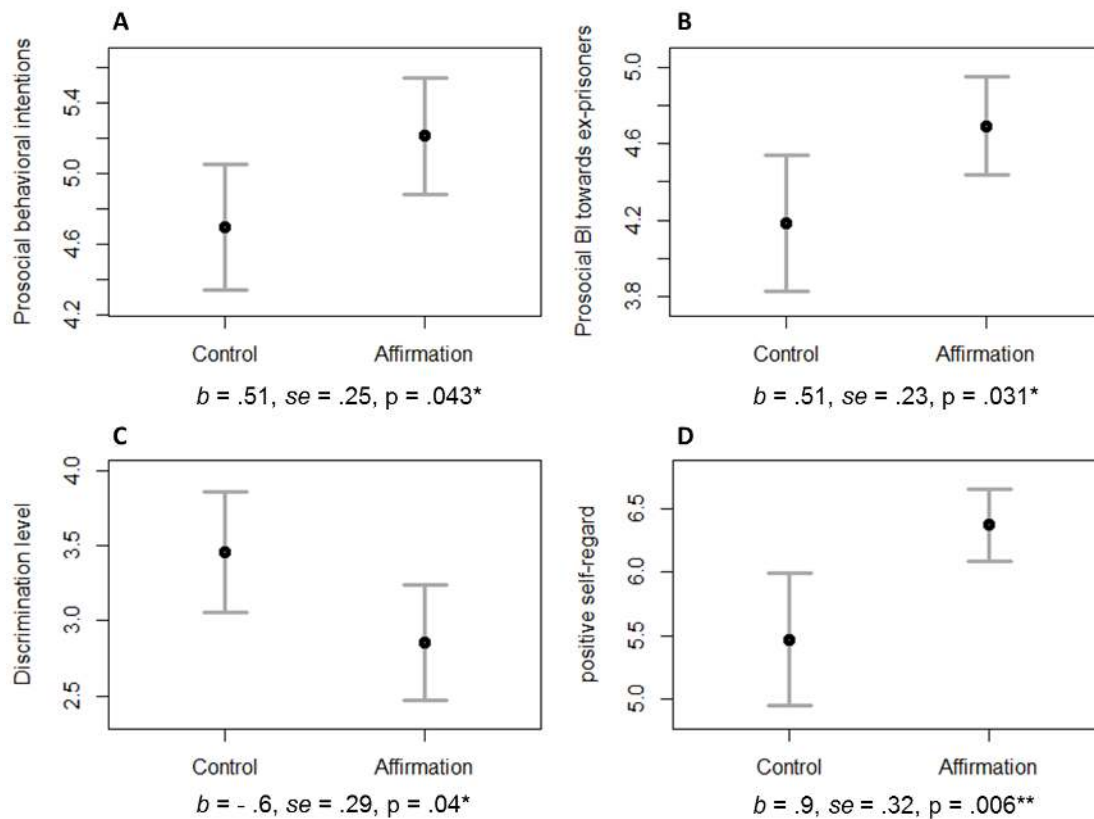 A
Prosocial behavioral intentions
5.4
5.0
4.6
4.2
Control Affirmation
b = .51, se = .25, p = .043*
B
Prosocial BI towards ex-prisoners
5.0
4.6
4.2
3.8
Control Affirmation
b = .51, se = .23, p = .031*
C
Discrimination level
4.0
3.5
3.0
2.5
Control Affirmation
b = - .6, se = .29, p = .04*
D
positive self-regard
6.5
6.0
5.5
5.0
Control Affirmation
b = .9, se = .32, p = .006**